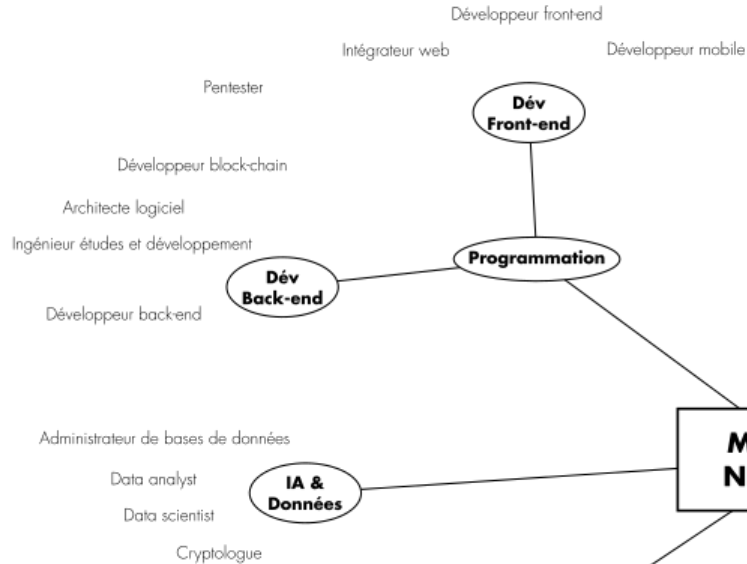 Développeur front-end
Intégrateur web
Développeur mobile
Pentester
Dév
Front-end
Développeur block-chain
Architecte logiciel
Ingénieur études et développement
Programmation
Dév
Back-end
Développeur back-end
Administrateur de bases de données
Data analyst
IA &
Données
Data scientist
Cryptologue
M
N